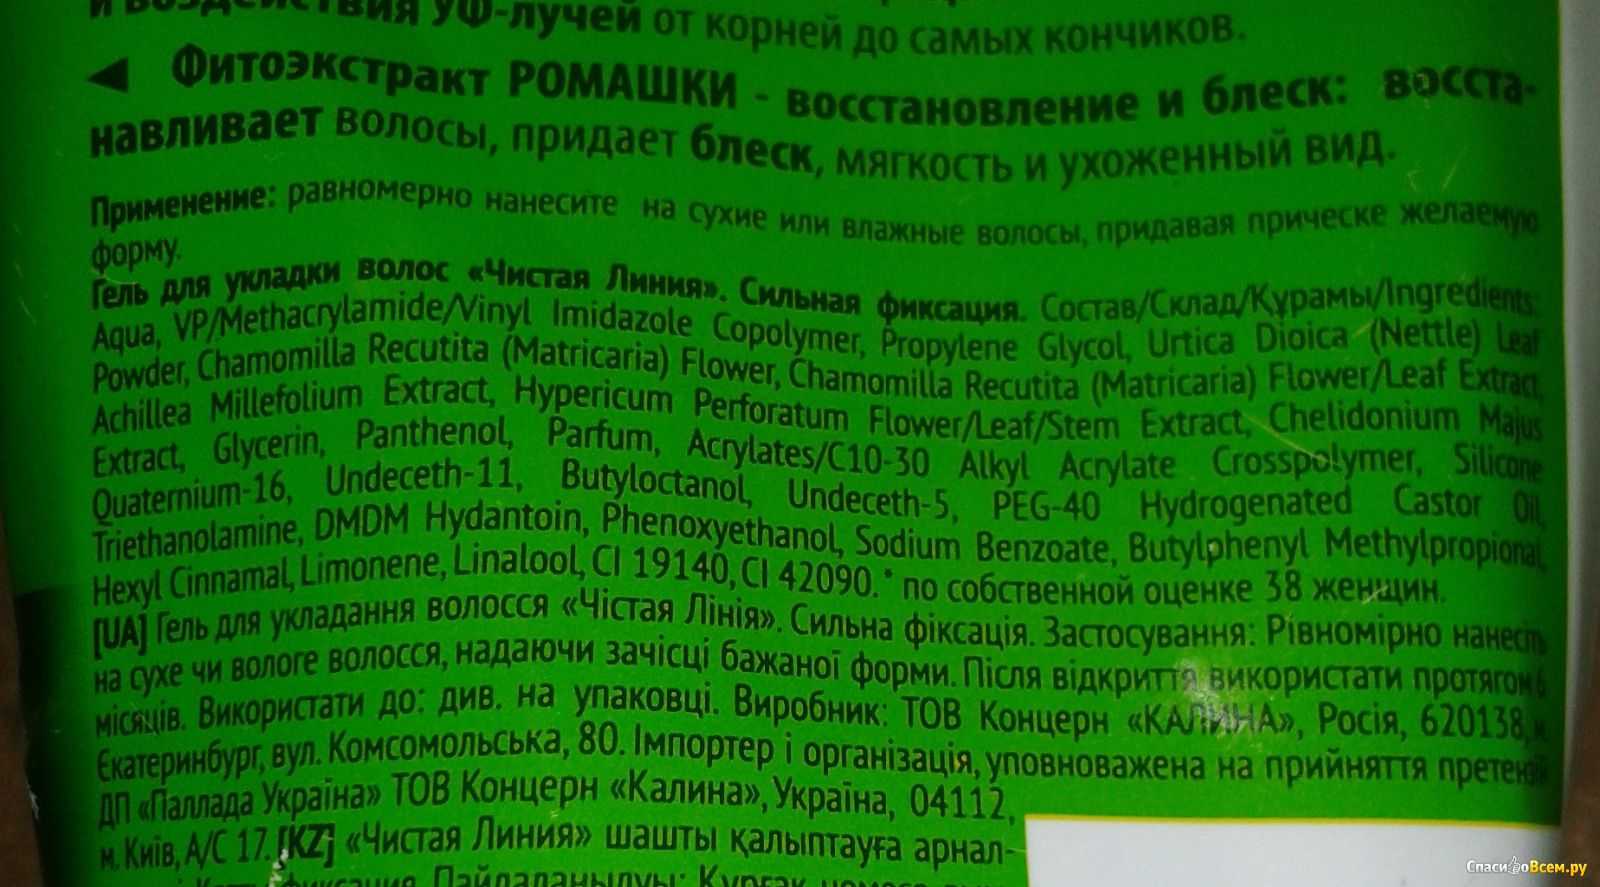 и воздействия УФ-лучей от корней до самых кончиков.
◄ Фитоэкстракт РОМАШКИ - восстановление и блеск: восста-
навливает волосы, придает блеск, мягкость и ухоженный вид.
Применение: равномерно нанесите на сухие или влажные волосы, придавая прическе желаемую
форму.
Гель для укладки волос «Чистая Линия». Сильная фиксация. Состав/Склад/Құрамы/Ingredients:
Aqua, VP/Methacrylamide/Vinyl Imidazole Copolymer, Propylene Glycol, Urtica Dioica (Nettle) Leaf
Powder, Chamomilla Recutita (Matricaria) Flower, Chamomilla Recutita (Matricaria) Flower/Leaf Extract,
Achillea Millefolium Extract, Hypericum Perforatum Flower/Leaf/Stem Extract, Chelidonium Majus
Extract, Glycerin, Panthenol, Parfum, Acrylates/C10-30 Alkyl Acrylate Crosspolymer, Silicone
Quaternium-16, Undeceth-11, Butyloctanol, Undeceth-5, PEG-40 Hydrogenated Castor Oil,
Triethanolamine, DMDM Hydantoin, Phenoxyethanol, Sodium Benzoate, Butylphenyl Methylpropional,
Hexyl Cinnamal, Limonene, Linalool, CI 19140, CI 42090.* по собственной оценке 38 женщин.
[UA] Гель для укладання волосся «Чістая Лінія». Сильна фіксація. Застосування: Рівномірно нанесіть
на сухе чи вологе волосся, надаючи зачісці бажаної форми. Після відкриття використати протягом 6
місяців. Використати до: див. на упаковці. Виробник: ТОВ Концерн «КАЛИНА», Росія, 620138, м.
Єкатеринбург, вул. Комсомольська, 80. Імпортер і організація, уповноважена на прийняття претензій
ДП «Паллада Україна» ТОВ Концерн «Калина», Україна, 04112,
м. Київ, А/С 17. [KZ] «Чистая Линия» шашты қалыптауға арнал-
фиксация. Пайдаланылуы: Құрғақ немесе
СпасибоВсем.ру